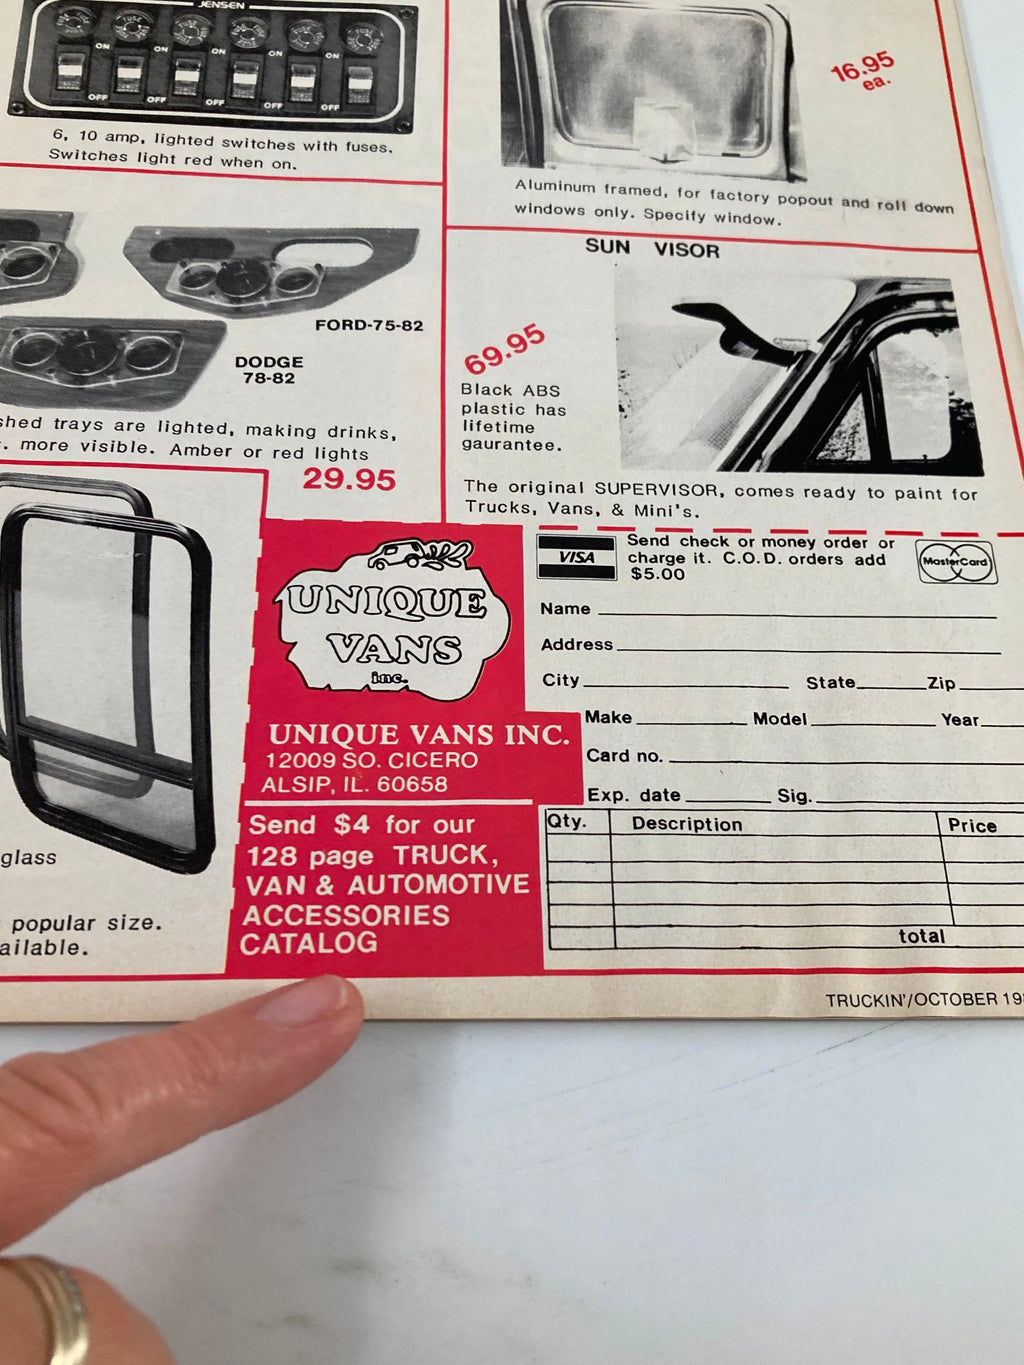 JENSEN
ON ON ON ON ON
OFF OFF OFF OFF OFF
6, 10 amp, lighted switches with fuses.
Switches light red when on.
16.95
ea.
Aluminum framed, for factory popout and roll down
windows only. Specify window.
FORD-75-82
DODGE
78-82
shed trays are lighted, making drinks,
. more visible. Amber or red lights
29.95
SUN VISOR
69.95
Black ABS
plastic has
lifetime
gaurantee.
The original SUPERVISOR, comes ready to paint for
Trucks, Vans, & Mini's.
glass
popular size.
ailable.
UNIQUE
VANS
inc.
UNIQUE VANS INC.
12009 SO. CICERO
ALSIP, IL. 60658
Send $4 for our
128 page TRUCK,
VAN & AUTOMOTIVE
ACCESSORIES
CATALOG
VISA
Send check or money order or
charge it. C.O.D. orders add
$5.00
MasterCard
Name
Address
City State Zip
Make Model Year
Card no.
Exp. date Sig.
Qty. Description Price
total
TRUCKIN'/OCTOBER 198